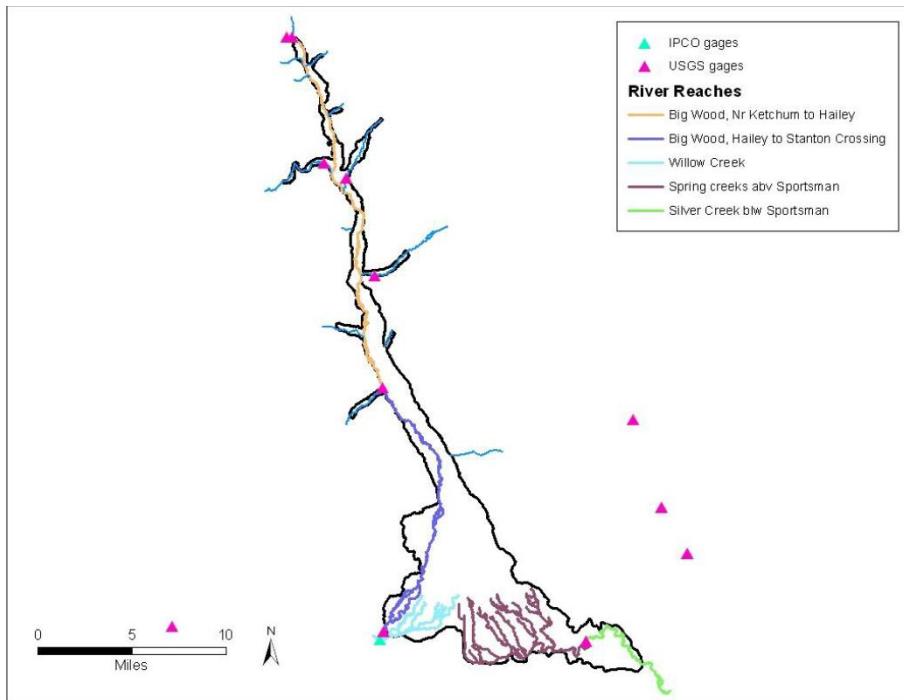 IPCO gages
USGS gages
River Reaches
Big Wood, Nr Ketchum to Hailey
Big Wood, Hailey to Stanton Crossing
Willow Creek
Spring creeks abv Sportsman
Silver Creek blw Sportsman
0 5 10
Miles
N